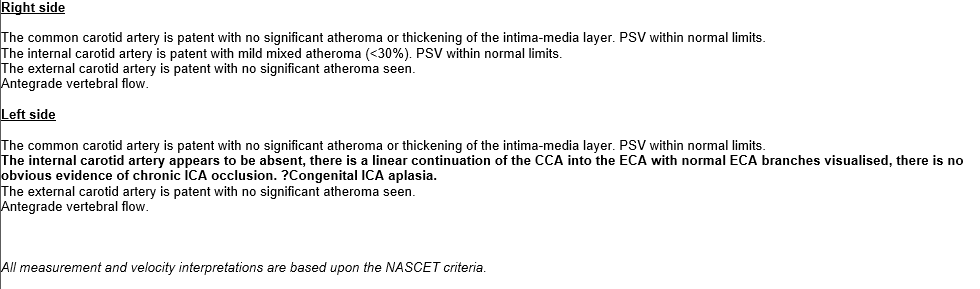 Right side
The common carotid artery is patent with no significant atheroma or thickening of the intima-media layer. PSV within normal limits.
The internal carotid artery is patent with mild mixed atheroma (<30%). PSV within normal limits.
The external carotid artery is patent with no significant atheroma seen.
Antegrade vertebral flow.
Left side
The common carotid artery is patent with no significant atheroma or thickening of the intima-media layer. PSV within normal limits.
The internal carotid artery appears to be absent, there is a linear continuation of the CCA into the ECA with normal ECA branches visualised, there is no
obvious evidence of chronic ICA occlusion. ?Congenital ICA aplasia.
The external carotid artery is patent with no significant atheroma seen.
Antegrade vertebral flow.
All measurement and velocity interpretations are based upon the NASCET criteria.